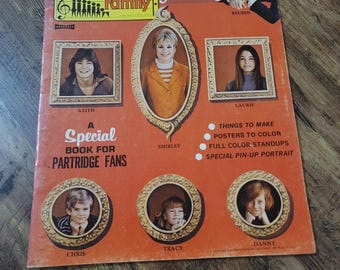 family
REUBEN
KEITH
LAURIE
SHIRLEY
A
Special
BOOK FOR
PARTRIDGE FANS
THINGS TO MAKE
POSTERS TO COLOR
FULL COLOR STANDUPS
SPECIAL PIN-UP PORTRAIT
CHRIS
TRACY
DANNY